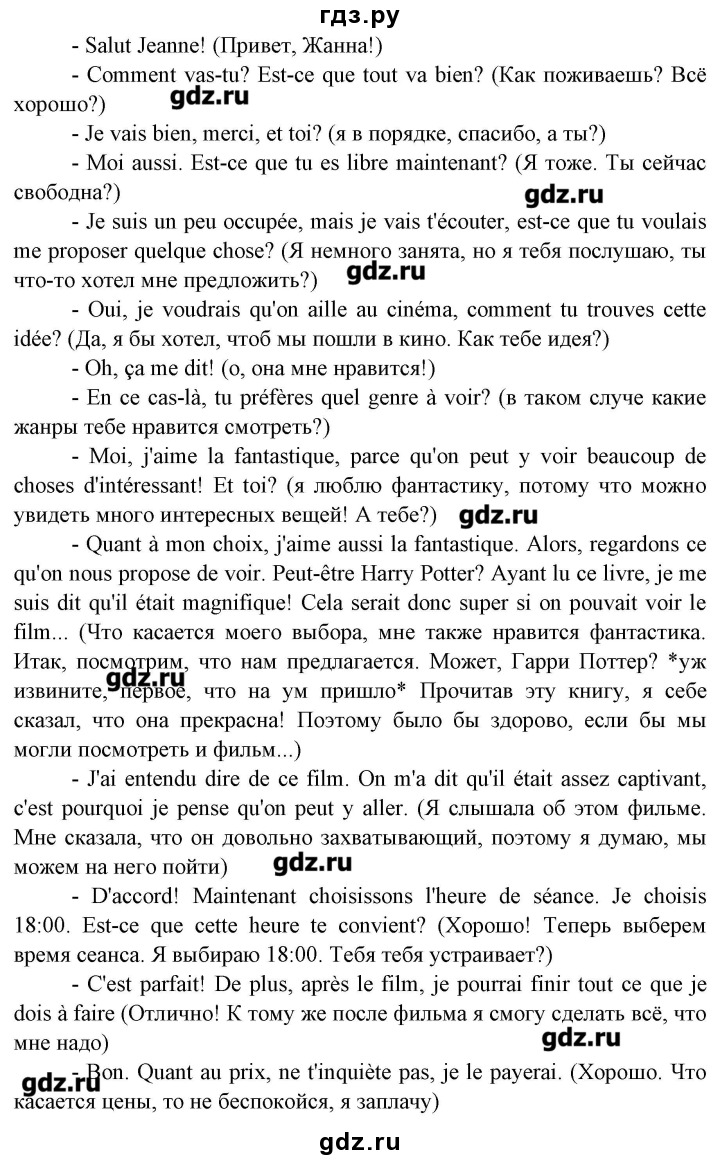 гдз.ру
- Salut Jeanne! (Привет, Жанна!)
- Comment vas-tu? Est-ce que tout va bien? (Как поживаешь? Всё
хорошо?)
gdz.ru
- Je vais bien, merci, et toi? (я в порядке, спасибо, а ты?)
- Moi aussi. Est-ce que tu es libre maintenant? (Я тоже. Ты сейчас
свободна?)
gdz.ru
- Je suis un peu occupée, mais je vais t'écouter, est-ce que tu voulais
me proposer quelque chose? (Я немного занята, но я тебя послушаю, ты
что-то хотел мне предложить?)
gdz.ru
- Oui, je voudrais qu'on aille au cinéma, comment tu trouves cette
idée? (Да, я бы хотел, чтоб мы пошли в кино. Как тебе идея?)
- Oh, ça me dit! (о, она мне нравится!)
- En ce cas-là, tu préfères quel genre à voir? (в таком случе какие
жанры тебе нравится смотреть?)
- Moi, j'aime la fantastique, parce qu'on peut y voir beaucoup de
choses d'intéressant! Et toi? (я люблю фантастику, потому что можно
увидеть много интересных вещей! А тебе?)
gdz.ru
- Quant à mon choix, j'aime aussi la fantastique. Alors, regardons ce
qu'on nous propose de voir. Peut-être Harry Potter? Ayant lu ce livre, je me
suis dit qu'il était magnifique! Cela serait donc super si on pouvait voir le
film... (Что касается моего выбора, мне также нравится фантастика.
Итак, посмотрим, что нам предлагается. Может, Гарри Поттер? *уж
извините, первое, что на ум пришло* Прочитав эту книгу, я себе
gdz.ru
сказал, что она прекрасна! Поэтому было бы здорово, если бы мы
могли посмотреть и фильм...)
- J'ai entendu dire de ce film. On m'a dit qu'il était assez captivant,
c'est pourquoi je pense qu'on peut y aller. (Я слышала об этом фильме.
Мне сказала, что он довольно захватывающий, поэтому я думаю, мы
можем на него пойти)
gdz.ru
- D'accord! Maintenant choisissons l'heure de séance. Je choisis
18:00. Est-ce que cette heure te convient? (Хорошо! Теперь выберем
время сеанса. Я выбираю 18:00. Тебя тебя устраивает?)
- C'est parfait! De plus, après le film, je pourrai finir tout ce que je
dois à faire (Отлично! К тому же после фильма я смогу сделать всё, что
мне надо)
gdz.ru
- Bon. Quant au prix, ne t'inquiète pas, je le payerai. (Хорошо. Что
gdz.ru
касается цены, то не беспокойся, я заплачу)
gdz.ru